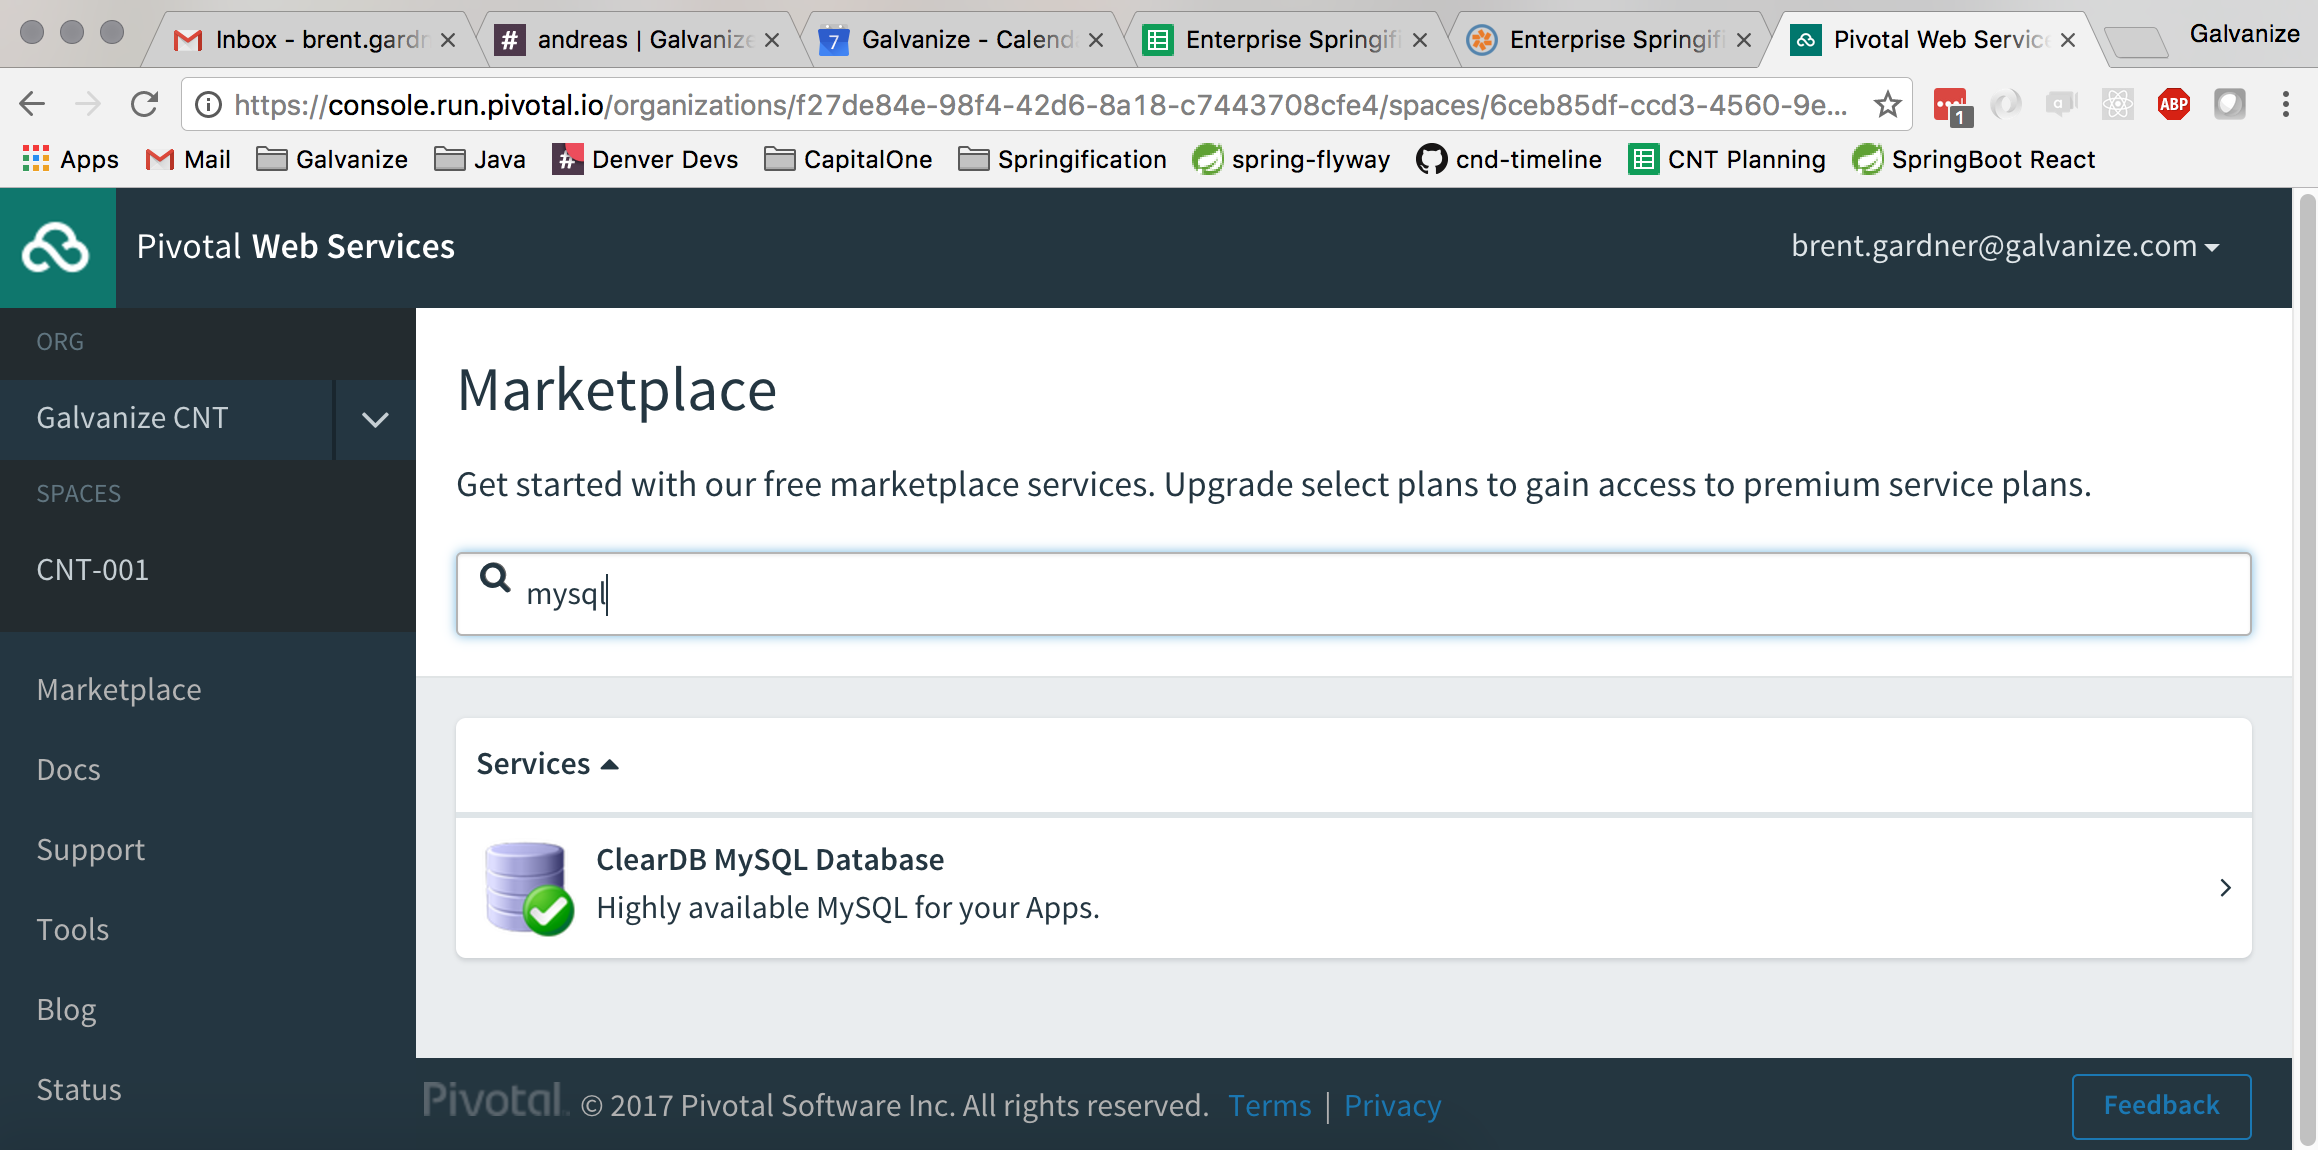 Inbox - brent.gardn
# andreas | Galvanize
7 Galvanize - Calend
Enterprise Springifi
Enterprise Springifi
Pivotal Web Service
Galvanize
https://console.run.pivotal.io/organizations/f27de84e-98f4-42d6-8a18-c7443708cfe4/spaces/6ceb85df-ccd3-4560-9e...
1
a
ABP
Apps
Mail
Galvanize
Java
# Denver Devs
CapitalOne
Springification
spring-flyway
cnd-timeline
CNT Planning
SpringBoot React
Pivotal Web Services
brent.gardner@galvanize.com
ORG
Galvanize CNT
SPACES
CNT-001
Marketplace
Docs
Support
Tools
Blog
Status
Marketplace
Get started with our free marketplace services. Upgrade select plans to gain access to premium service plans.
mysql
Services
ClearDB MySQL Database
Highly available MySQL for your Apps.
Pivotal. © 2017 Pivotal Software Inc. All rights reserved. Terms | Privacy
Feedback